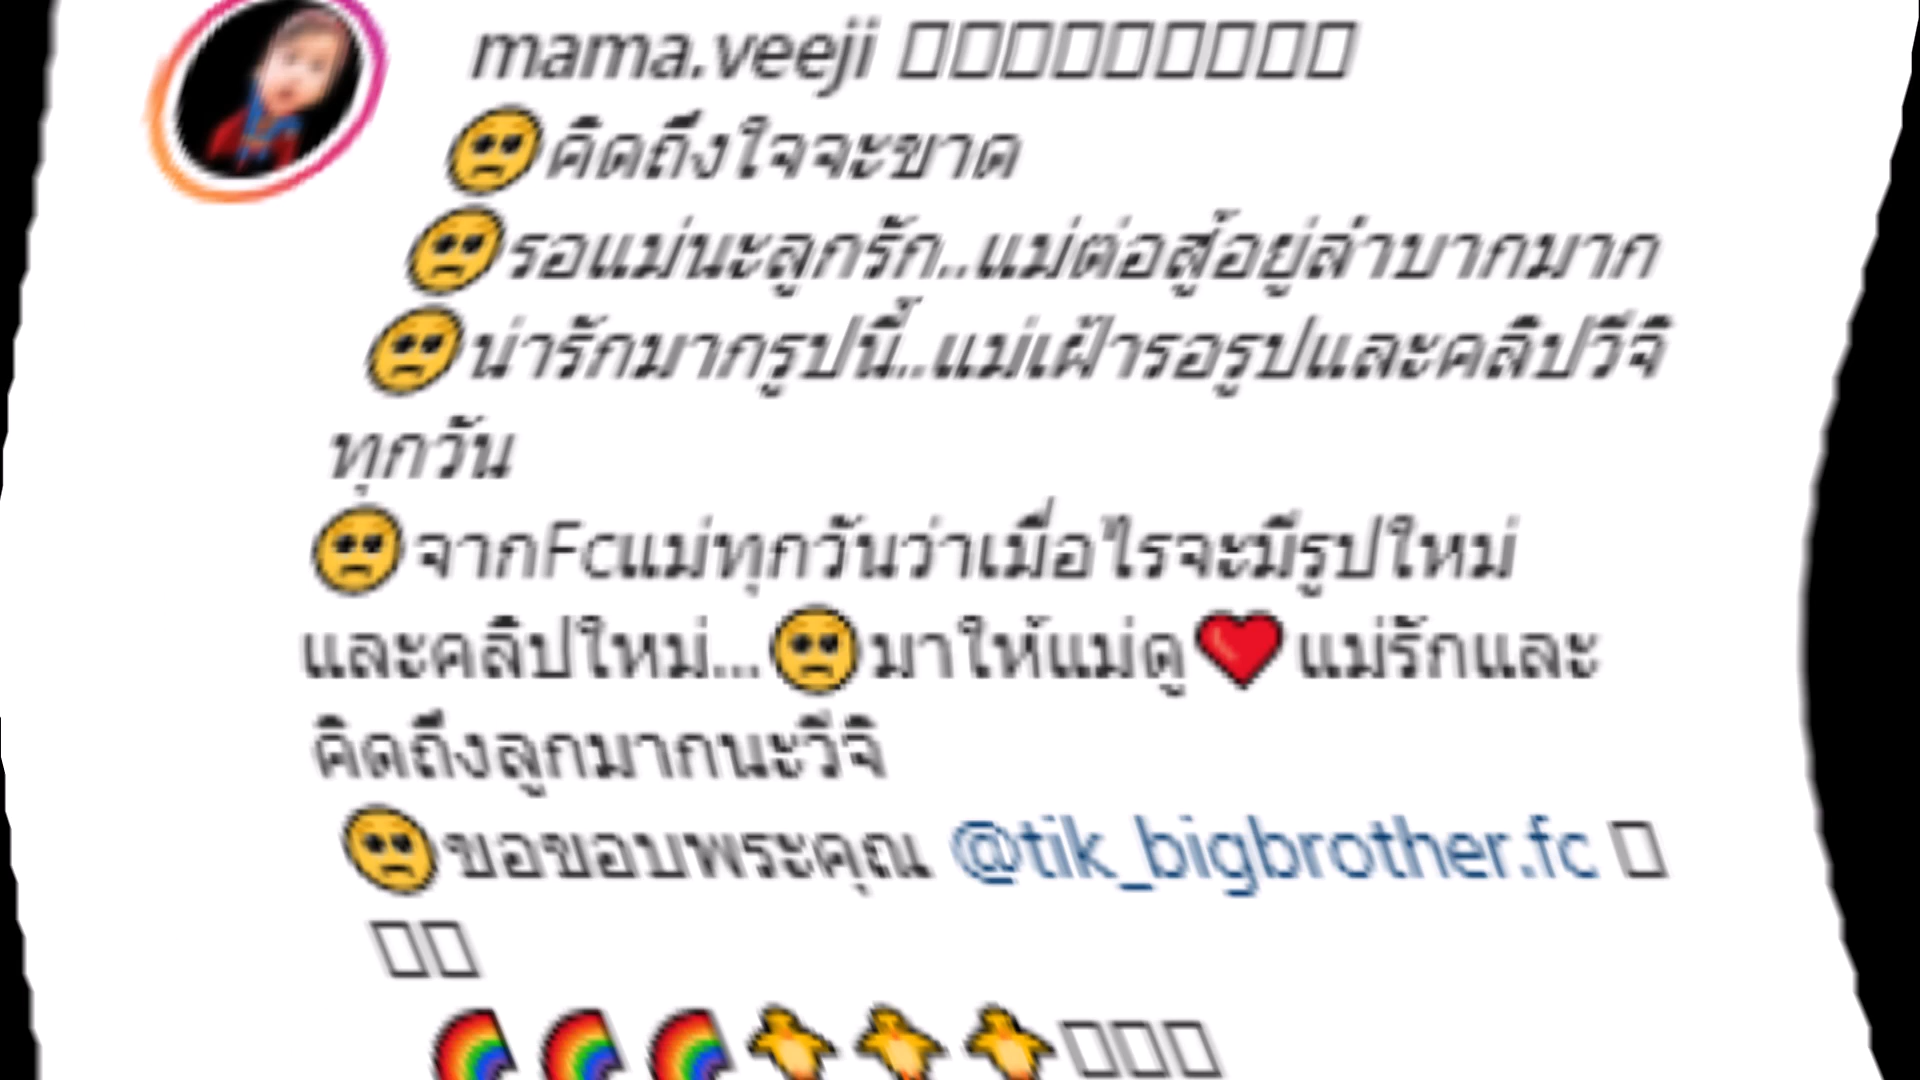 mama.veeji □□□□□□□□□
🥺คิดถึงใจจะขาด
🥺รอแม่นะลูกรัก..แม่ต่อสู้อยู่ลำบากมาก
🥺น่ารักมากรูปนี้..แม่เฝ้ารอรูปและคลิปวีจิ
ทุกวัน
🥺จากFcแม่ทุกวันว่าเมื่อไรจะมีรูปใหม่
และคลิปใหม่...🥺มาให้แม่ดู❤️แม่รักและ
คิดถึงลูกมากนะวีจิ
🥺ขอขอบพระคุณ @tik_bigbrother.fc □
□□
🌈🌈🌈🐥🐥🐥□□□